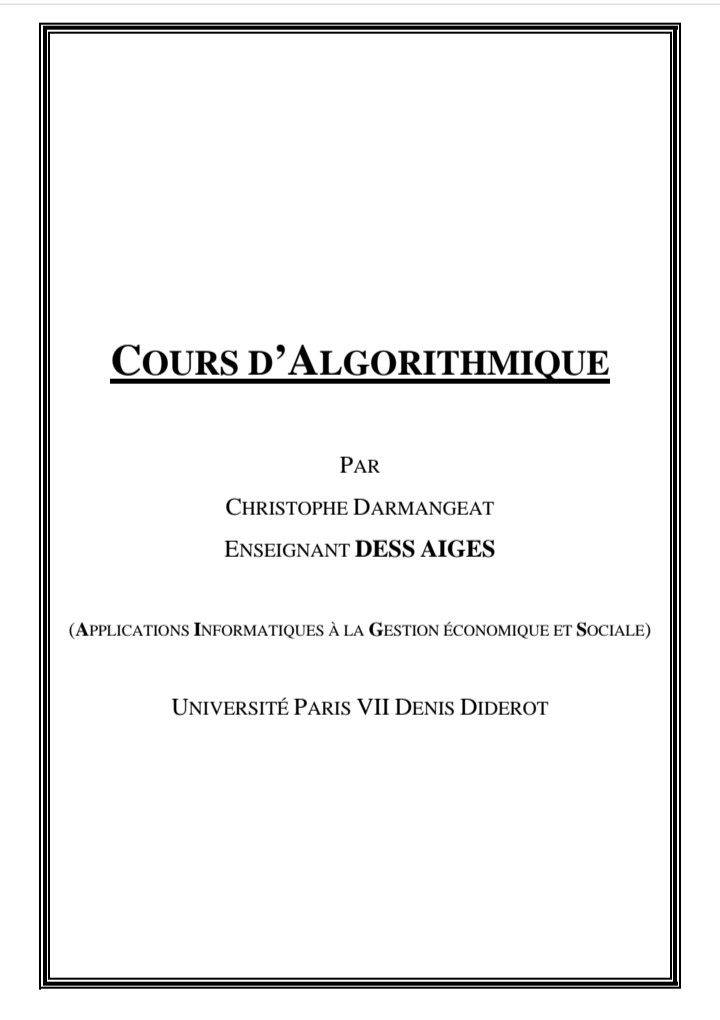 COURS D’ALGORITHMIQUE
PAR
CHRISTOPHE DARMANGEAT
ENSEIGNANT DESS AIGES
(APPLICATIONS INFORMATIQUES À LA GESTION ÉCONOMIQUE ET SOCIALE)
UNIVERSITÉ PARIS VII DENIS DIDEROT